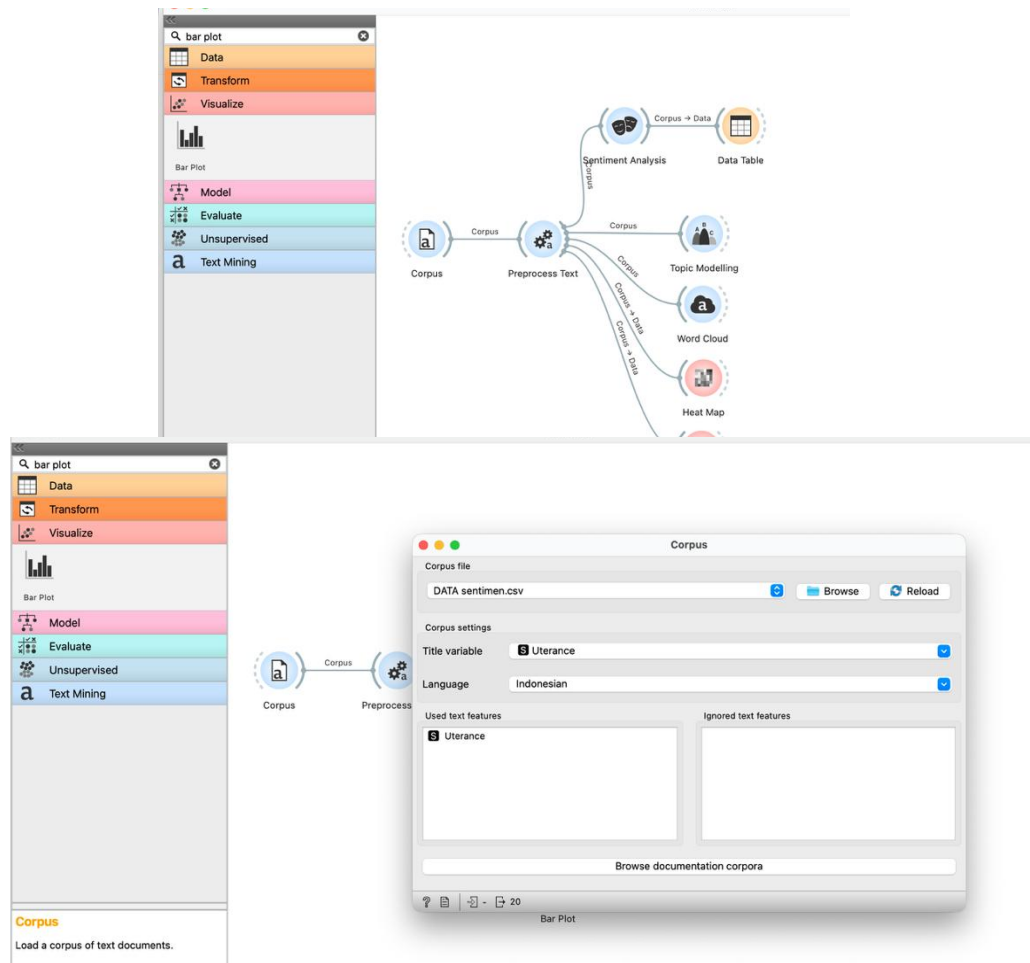 bar plot
Data
Transform
Visualize
Bar Plot
Model
Evaluate
Unsupervised
Text Mining
Corpus
Corpus
Preprocess Text
Corpus
Sentiment Analysis
Corpus → Data
Data Table
Corpus
Topic Modelling
Corpus
Word Cloud
Corpus → Data
Heat Map
Corpus → Data
bar plot
Data
Transform
Visualize
Bar Plot
Model
Evaluate
Unsupervised
Text Mining
Corpus
Load a corpus of text documents.
Corpus
Corpus
Preprocess
Corpus
Corpus file
DATA sentimen.csv
Browse
Reload
Corpus settings
Title variable
S Uterance
Language
Indonesian
Used text features
Ignored text features
S Uterance
Browse documentation corpora
? - 20
Bar Plot